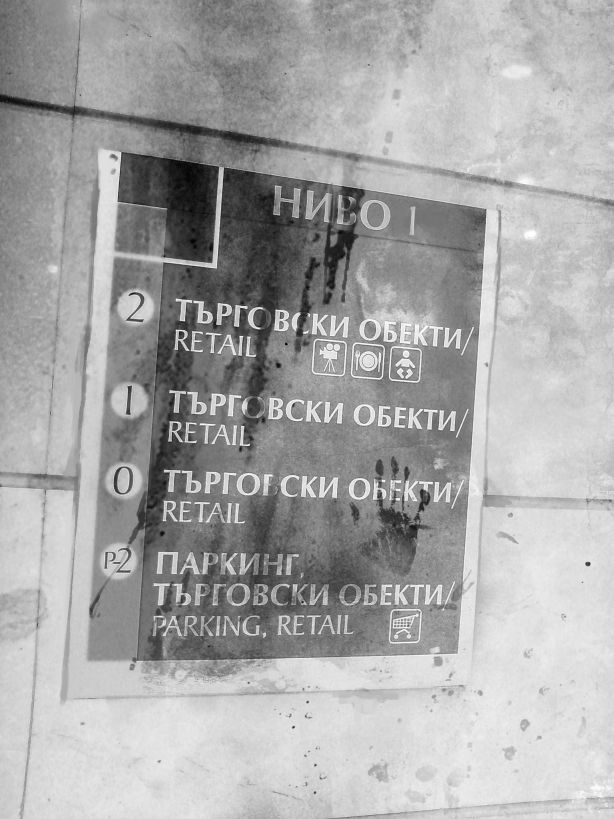 НИВО 1
2
ТЪРГОВСКИ ОБЕКТИ/
RETAIL
1
ТЪРГОВСКИ ОБЕКТИ/
RETAIL
0
ТЪРГОВСКИ ОБЕКТИ/
RETAIL
P-2
ПАРКИНГ,
ТЪРГОВСКИ ОБЕКТИ/
PARKING, RETAIL